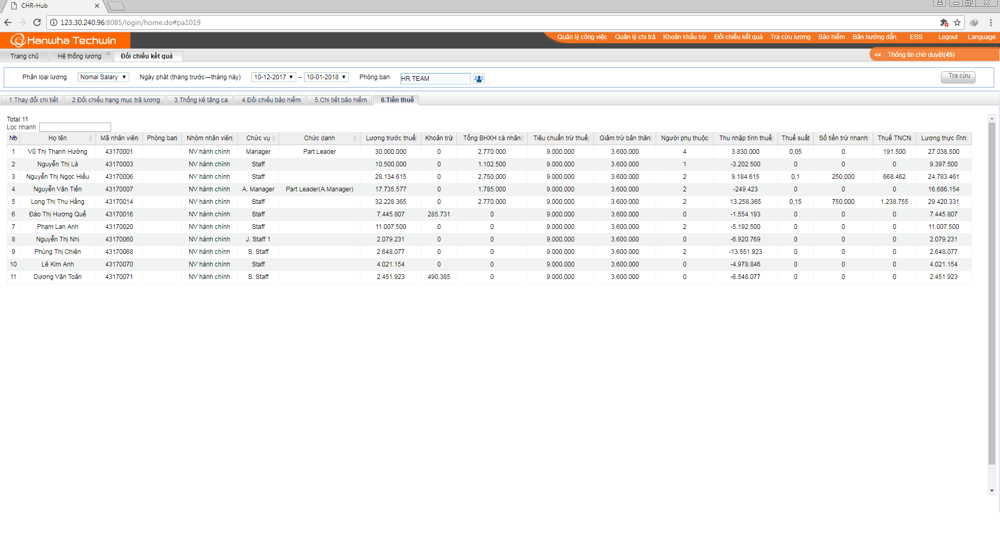 CHR-Hub
123.30.240.96:8085/login/home.do#pa1019
Hanwha Techwin
Quản lý công việc Quản lý chi trả Khoản khấu trừ Đối chiếu kết quả Tra cứu lương Bảo hiểm Bản hướng dẫn ESS Logout Language
Trang chủ Hệ thống lương Đối chiếu kết quả
<< Thông tin chờ duyệt(45)
Phân loại lương Nomal Salary Ngày phát (tháng trước—tháng này) 10-12-2017 -- 10-01-2018 Phòng ban HR TEAM Tra cứu
1.Thay đổi chi tiết 2.Đối chiếu hạng mục trả lương 3.Thống kê tăng ca 4.Đối chiếu bảo hiểm 5.Chi tiết bảo hiểm 6.Tiền thuế
Total:11
Lọc nhanh
No Họ tên Mã nhân viên Phòng ban Nhóm nhân viên Chức vụ Chức danh Lương trước thuế Khoản trừ Tổng BHXH cá nhân Tiêu chuẩn trừ thuế Giảm trừ bản thân Người phụ thuộc Thu nhập tính thuế Thuế suất Số tiền trừ nhanh Thuế TNCN Lương thực lĩnh
1 Vũ Thị Thanh Hường 43170001 NV hành chính Manager Part Leader 30.000.000 0 2.770.000 9.000.000 3.600.000 4 3.830.000 0,05 0 191.500 27.038.500
2 Nguyễn Thị Lả 43170003 NV hành chính Staff 10.500.000 0 1.102.500 9.000.000 3.600.000 1 -3.202.500 0 0 0 9.397.500
3 Nguyễn Thị Ngọc Hiếu 43170006 NV hành chính Staff 28.134.615 0 2.750.000 9.000.000 3.600.000 2 9.184.615 0,1 250.000 668.462 24.783.461
4 Nguyễn Văn Tiến 43170007 NV hành chính A. Manager Part Leader(A.Manager) 17.735.577 0 1.785.000 9.000.000 3.600.000 2 -249.423 0 0 0 16.686.154
5 Long Thị Thu Hằng 43170014 NV hành chính Staff 32.228.365 0 2.770.000 9.000.000 3.600.000 2 13.258.365 0,15 750.000 1.238.755 29.420.331
6 Đào Thị Hương Quế 43170016 NV hành chính Staff 7.445.807 285.731 0 9.000.000 3.600.000 0 -1.554.193 0 0 0 7.445.807
7 Phạm Lan Anh 43170020 NV hành chính Staff 11.007.500 0 0 9.000.000 3.600.000 2 -5.192.500 0 0 0 11.007.500
8 Nguyễn Thị Nhị 43170060 NV hành chính J. Staff 1 2.079.231 0 0 9.000.000 3.600.000 0 -6.920.769 0 0 0 2.079.231
9 Phùng Thị Chiên 43170068 NV hành chính S. Staff 2.648.077 0 0 9.000.000 3.600.000 2 -13.551.923 0 0 0 2.648.077
10 Lê Kim Anh 43170070 NV hành chính Staff 4.021.154 0 0 9.000.000 3.600.000 0 -4.978.846 0 0 0 4.021.154
11 Dương Văn Toản 43170071 NV hành chính S. Staff 2.451.923 490.385 0 9.000.000 3.600.000 0 -6.548.077 0 0 0 2.451.923